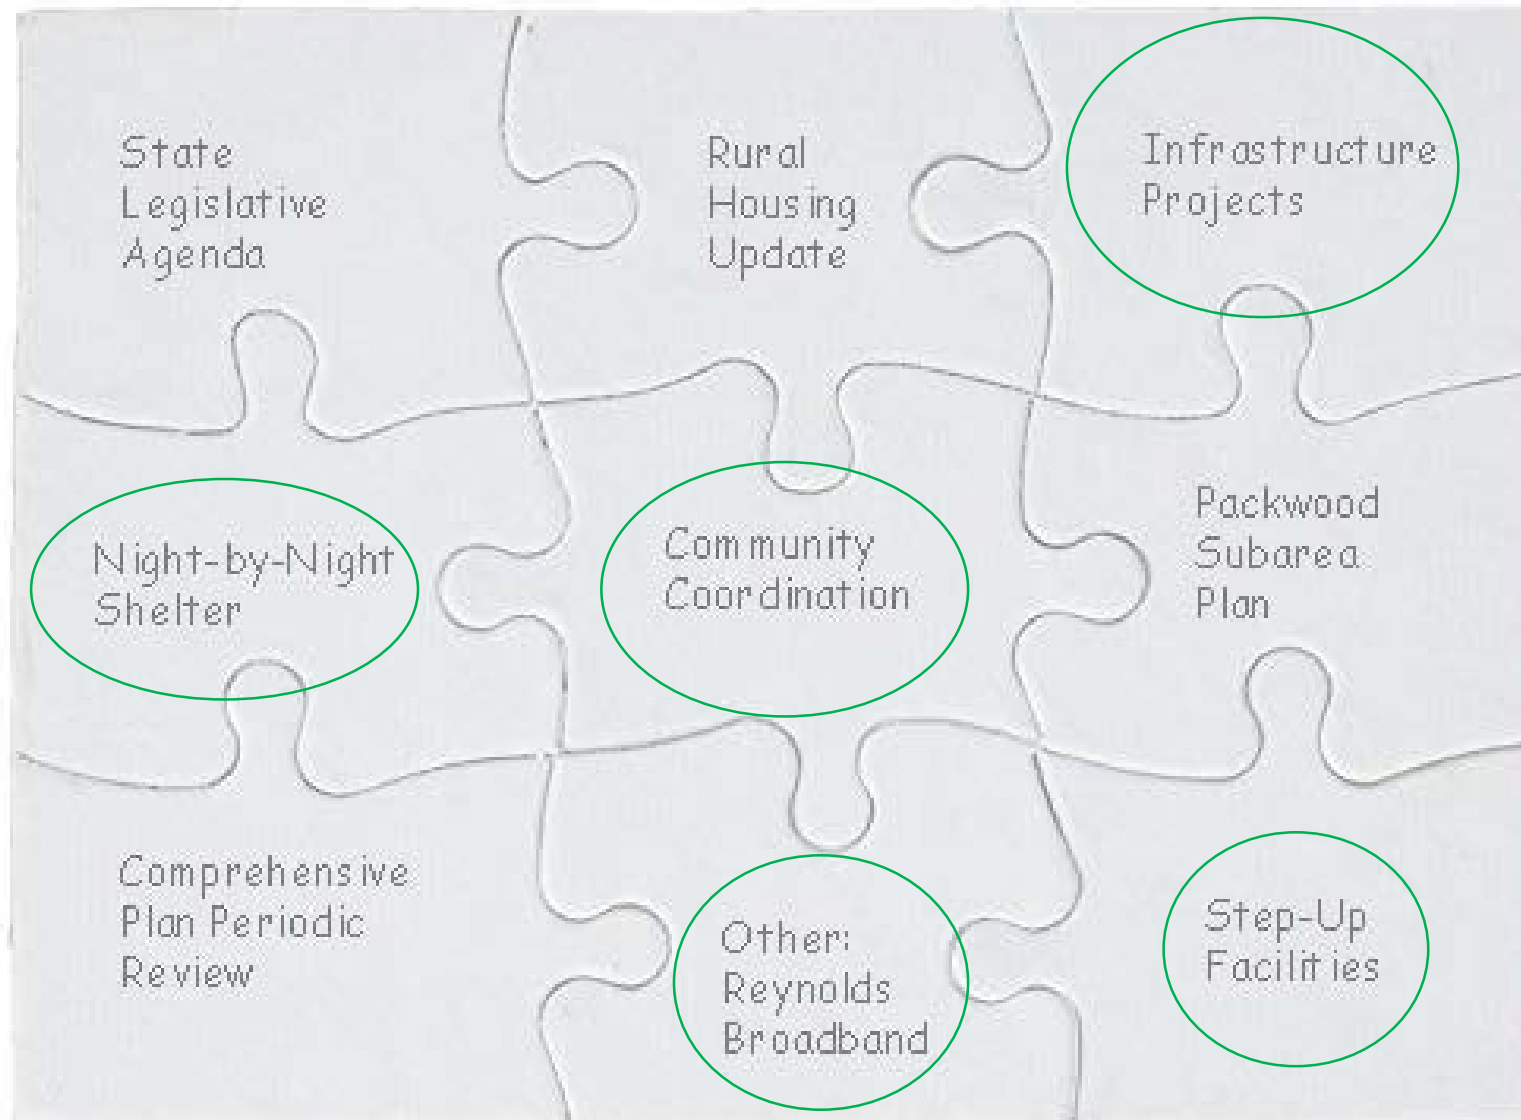 State
Legislative
Agenda
Rural
Housing
Update
Infrastructure
Projects
Night-by-Night
Shelter
Community
Coordination
Packwood
Subarea
Plan
Comprehensive
Plan Periodic
Review
Other:
Reynolds
Broadband
Step-Up
Facilities